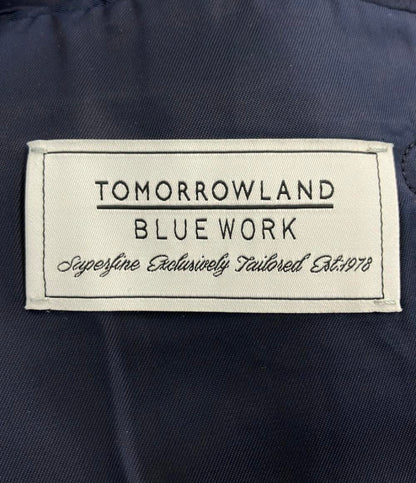 TOMORROWLAND
BLUE WORK
Superfine Exclusively Tailored Est.1978